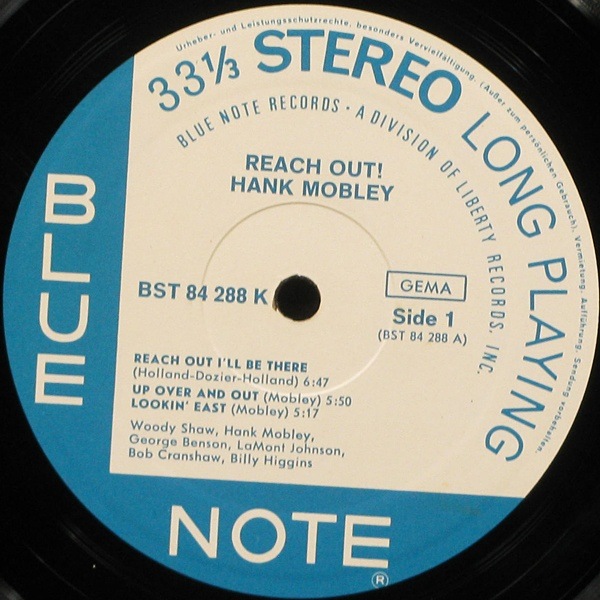 Urheber- und Leistungsschutzrechte, besonders Vervielfältigung, (Außer zum persönlichen Gebrauch), Vermietung, Aufführung, Sendung vorbehalten.
33⅓ STEREO LONG PLAYING
BLUE NOTE RECORDS · A DIVISION OF LIBERTY RECORDS, INC.
REACH OUT!
HANK MOBLEY
BLUE
BST 84 288 K
GEMA
Side 1
(BST 84 288 A)
REACH OUT I'LL BE THERE
(Holland-Dozier-Holland) 6:47
UP OVER AND OUT (Mobley) 5:50
LOOKIN' EAST (Mobley) 5:17
Woody Shaw, Hank Mobley,
George Benson, LaMont Johnson,
Bob Cranshaw, Billy Higgins
NOTE
®